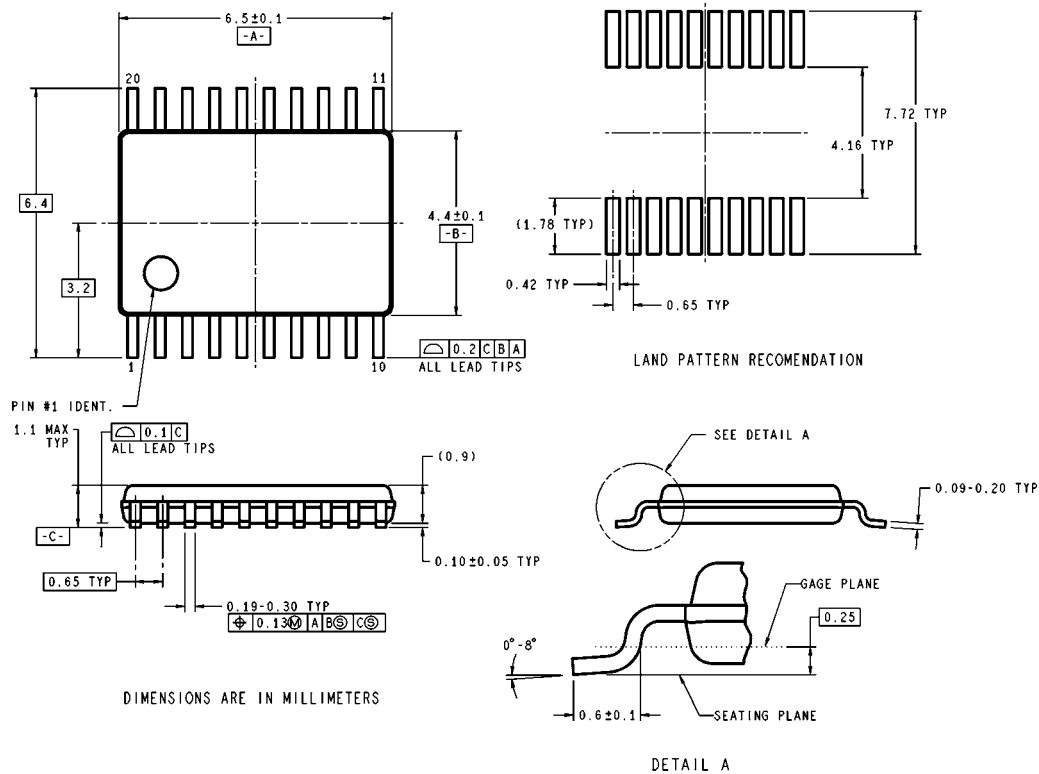 6.5±0.1
-A-
20
11
6.4
3.2
4.4±0.1
-B-
1
10
⌓ 0.2 C B A
ALL LEAD TIPS
PIN #1 IDENT.
7.72 TYP
4.16 TYP
(1.78 TYP)
0.42 TYP
0.65 TYP
LAND PATTERN RECOMENDATION
1.1 MAX
TYP
⌓ 0.1 C
ALL LEAD TIPS
(0.9)
-C-
0.10±0.05 TYP
0.65 TYP
0.19-0.30 TYP
⌖ 0.13Ⓜ A BⓈ CⓈ
DIMENSIONS ARE IN MILLIMETERS
SEE DETAIL A
0.09-0.20 TYP
GAGE PLANE
0.25
0°-8°
0.6±0.1
SEATING PLANE
DETAIL A